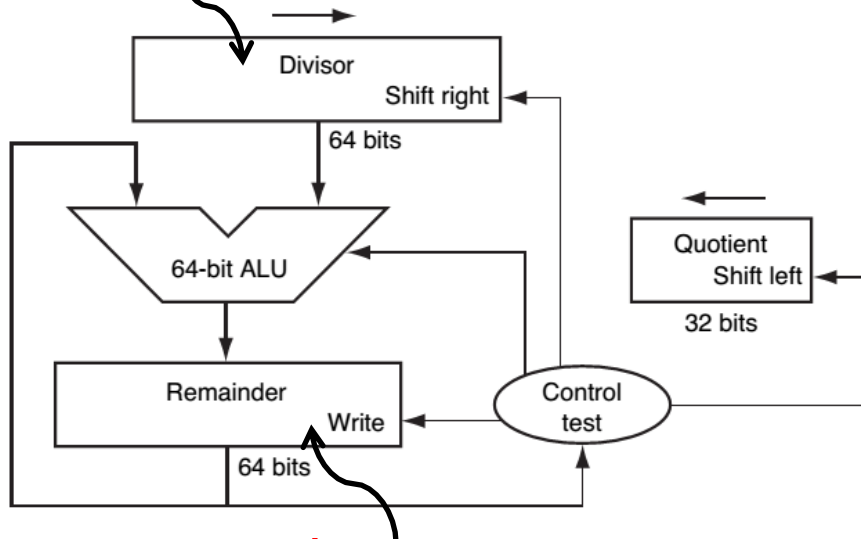 Divisor
Shift right
64 bits
64-bit ALU
Quotient
Shift left
32 bits
Remainder
Write
Control
test
64 bits